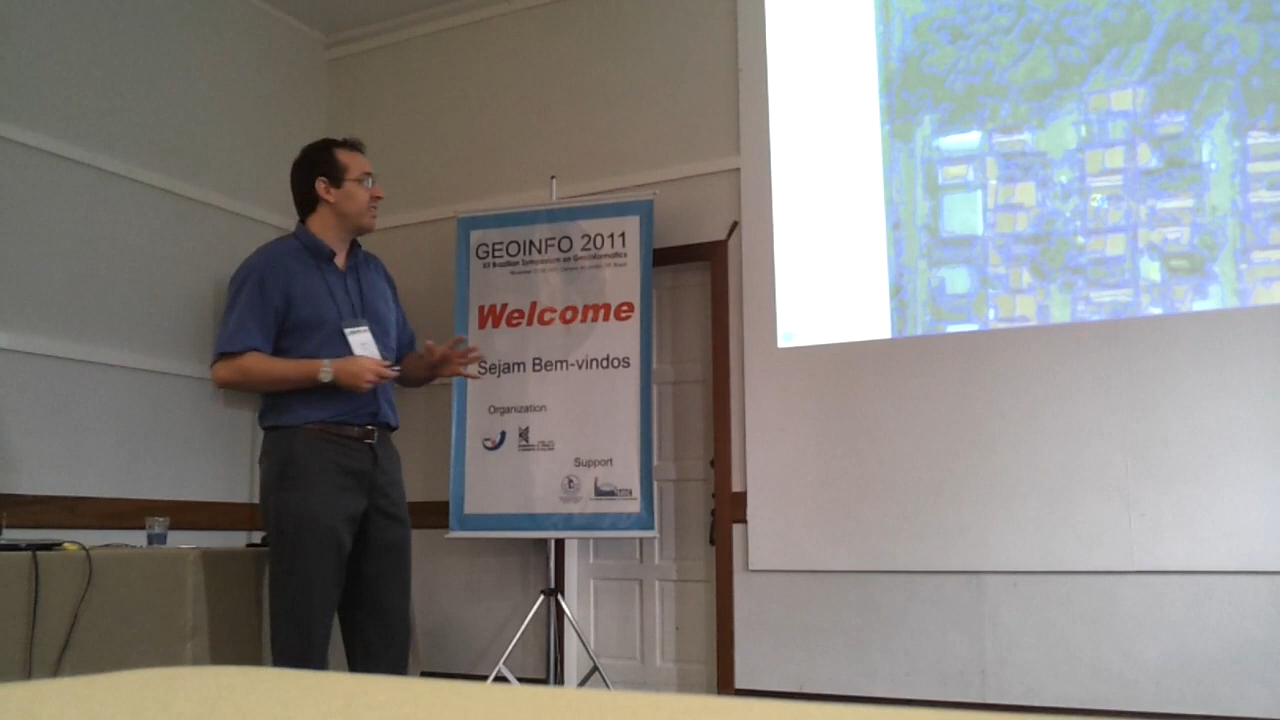 GEOINFO 2011
XII Brazilian Symposium on GeoInformatics
Welcome
Sejam Bem-vindos
Organization
Support